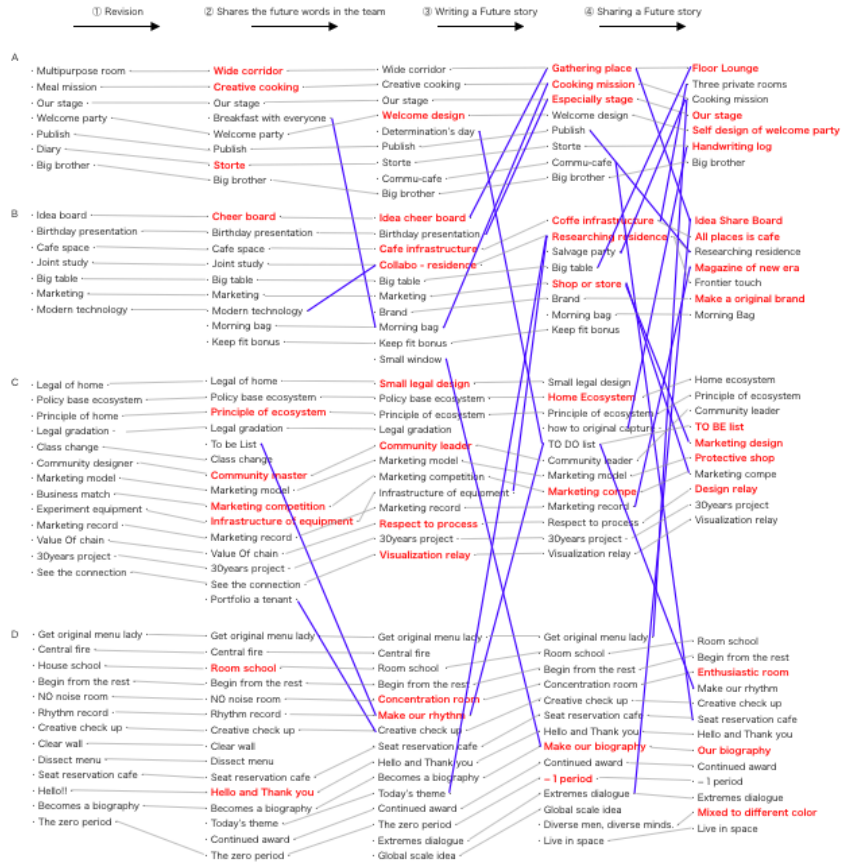 ① Revision
② Shares the future words in the team
③ Writing a Future story
④ Sharing a Future story
A
· Multipurpose room
· Meal mission
· Our stage
· Welcome party
· Publish
· Diary
· Big brother
· Wide corridor
· Creative cooking
· Our stage
· Breakfast with everyone
· Welcome party
· Publish
· Storte
· Big brother
· Wide corridor
· Creative cooking
· Our stage
· Welcome design
· Determination's day
· Publish
· Storte
· Commu-cafe
· Big brother
· Gathering place
· Cooking mission
· Especially stage
· Welcome design
· Publish
· Storte
· Commu-cafe
· Big brother
· Floor Lounge
· Three private rooms
· Cooking mission
· Our stage
· Self design of welcome party
· Handwriting log
· Big brother
B
· Idea board
· Birthday presentation
· Cafe space
· Joint study
· Big table
· Marketing
· Modern technology
· Cheer board
· Birthday presentation
· Cafe space
· Joint study
· Big table
· Marketing
· Modern technology
· Morning bag
· Keep fit bonus
· Idea cheer board
· Birthday presentation
· Cafe infrastructure
· Collabo - residence
· Big table
· Marketing
· Brand
· Morning bag
· Keep fit bonus
· Small window
· Coffe infrastructure
· Researching residence
· Salvage party
· Big table
· Shop or store
· Brand
· Morning bag
· Keep fit bonus
· Idea Share Board
· All places is cafe
· Researching residence
· Magazine of new era
· Frontier touch
· Make a original brand
· Morning Bag
C
· Legal of home
· Policy base ecosystem
· Principle of home
· Legal gradation
· Class change
· Community designer
· Marketing model
· Business match
· Experiment equipment
· Marketing record
· Value Of chain
· 3Dyears project
· See the connection
· Legal of home
· Policy base ecosystem
· Principle of ecosystem
· Legal gradation
· To be List
· Class change
· Community master
· Marketing model
· Marketing competition
· Infrastructure of equipment
· Marketing record
· Value Of chain
· 3Dyears project
· See the connection
· Portfolio a tenant
· Small legal design
· Policy base ecosystem
· Principle of ecosystem
· Legal gradation
· Community leader
· Marketing model
· Marketing competition
· Infrastructure of equipment
· Marketing record
· Respect to process
· 3Dyears project
· Visualization relay
· Small legal design
· Home Ecosystem
· Principle of ecosystem
· how to original capture
· TO DO list
· Community leader
· Marketing model
· Marketing compe
· Marketing record
· Respect to process
· 3Dyears project
· Visualization relay
· Home ecosystem
· Principle of ecosystem
· Community leader
· TO BE list
· Marketing design
· Protective shop
· Marketing compe
· Design relay
· 3Dyears project
· Visualization relay
D
· Get original menu lady
· Central fire
· House school
· Begin from the rest
· NO noise room
· Rhythm record
· Creative check up
· Clear wall
· Dissect menu
· Seat reservation cafe
· Hello!!
· Becomes a biography
· The zero period
· Get original menu lady
· Central fire
· Room school
· Begin from the rest
· NO noise room
· Rhythm record
· Creative check up
· Clear wall
· Dissect menu
· Seat reservation cafe
· Hello and Thank you
· Becomes a biography
· Today's theme
· Continued award
· The zero period
· Get original menu lady
· Central fire
· Room school
· Begin from the rest
· Concentration room
· Make our rhythm
· Creative check up
· Seat reservation cafe
· Hello and Thank you
· Becomes a biography
· Today's theme
· Continued award
· The zero period
· Extremes dialogue
· Global scale idea
· Get original menu lady
· Room school
· Begin from the rest
· Concentration room
· Creative check up
· Seat reservation cafe
· Hello and Thank you
· Make our biography
· Continued award
· – 1 period
· Extremes dialogue
· Global scale idea
· Diverse men, diverse minds.
· Live in space
· Room school
· Begin from the rest
· Enthusiastic room
· Make our rhythm
· Creative check up
· Seat reservation cafe
· Hello and Thank you
· Our biography
· Continued award
· – 1 period
· Extremes dialogue
· Mixed to different color
· Live in space